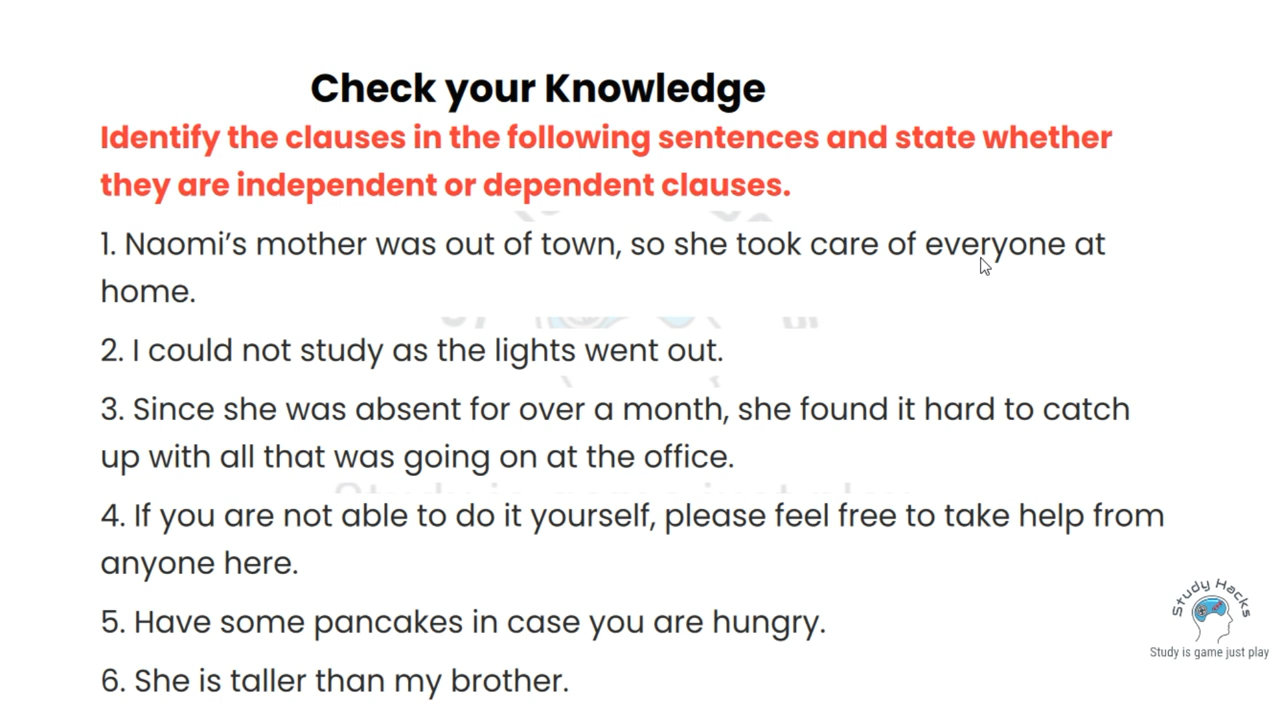 Check your Knowledge
Identify the clauses in the following sentences and state whether
they are independent or dependent clauses.
1. Naomi’s mother was out of town, so she took care of everyone at
home.
2. I could not study as the lights went out.
3. Since she was absent for over a month, she found it hard to catch
up with all that was going on at the office.
4. If you are not able to do it yourself, please feel free to take help from
anyone here.
5. Have some pancakes in case you are hungry.
6. She is taller than my brother.
Study Hacks
Study is game just play